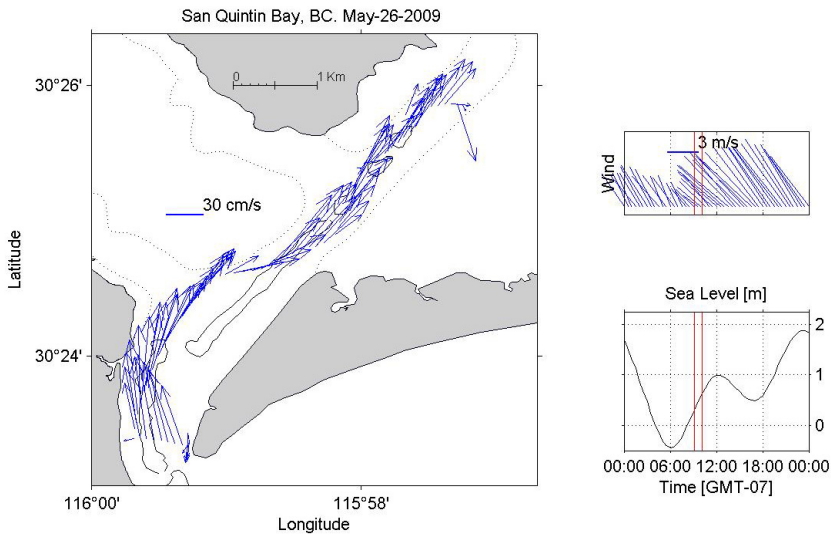 San Quintin Bay, BC. May-26-2009
0 1 Km
30°26'
30 cm/s
Latitude
30°24'
116°00' 115°58'
Longitude
3 m/s
Wind
Sea Level [m]
2
1
0
00:00 06:00 12:00 18:00 00:00
Time [GMT-07]